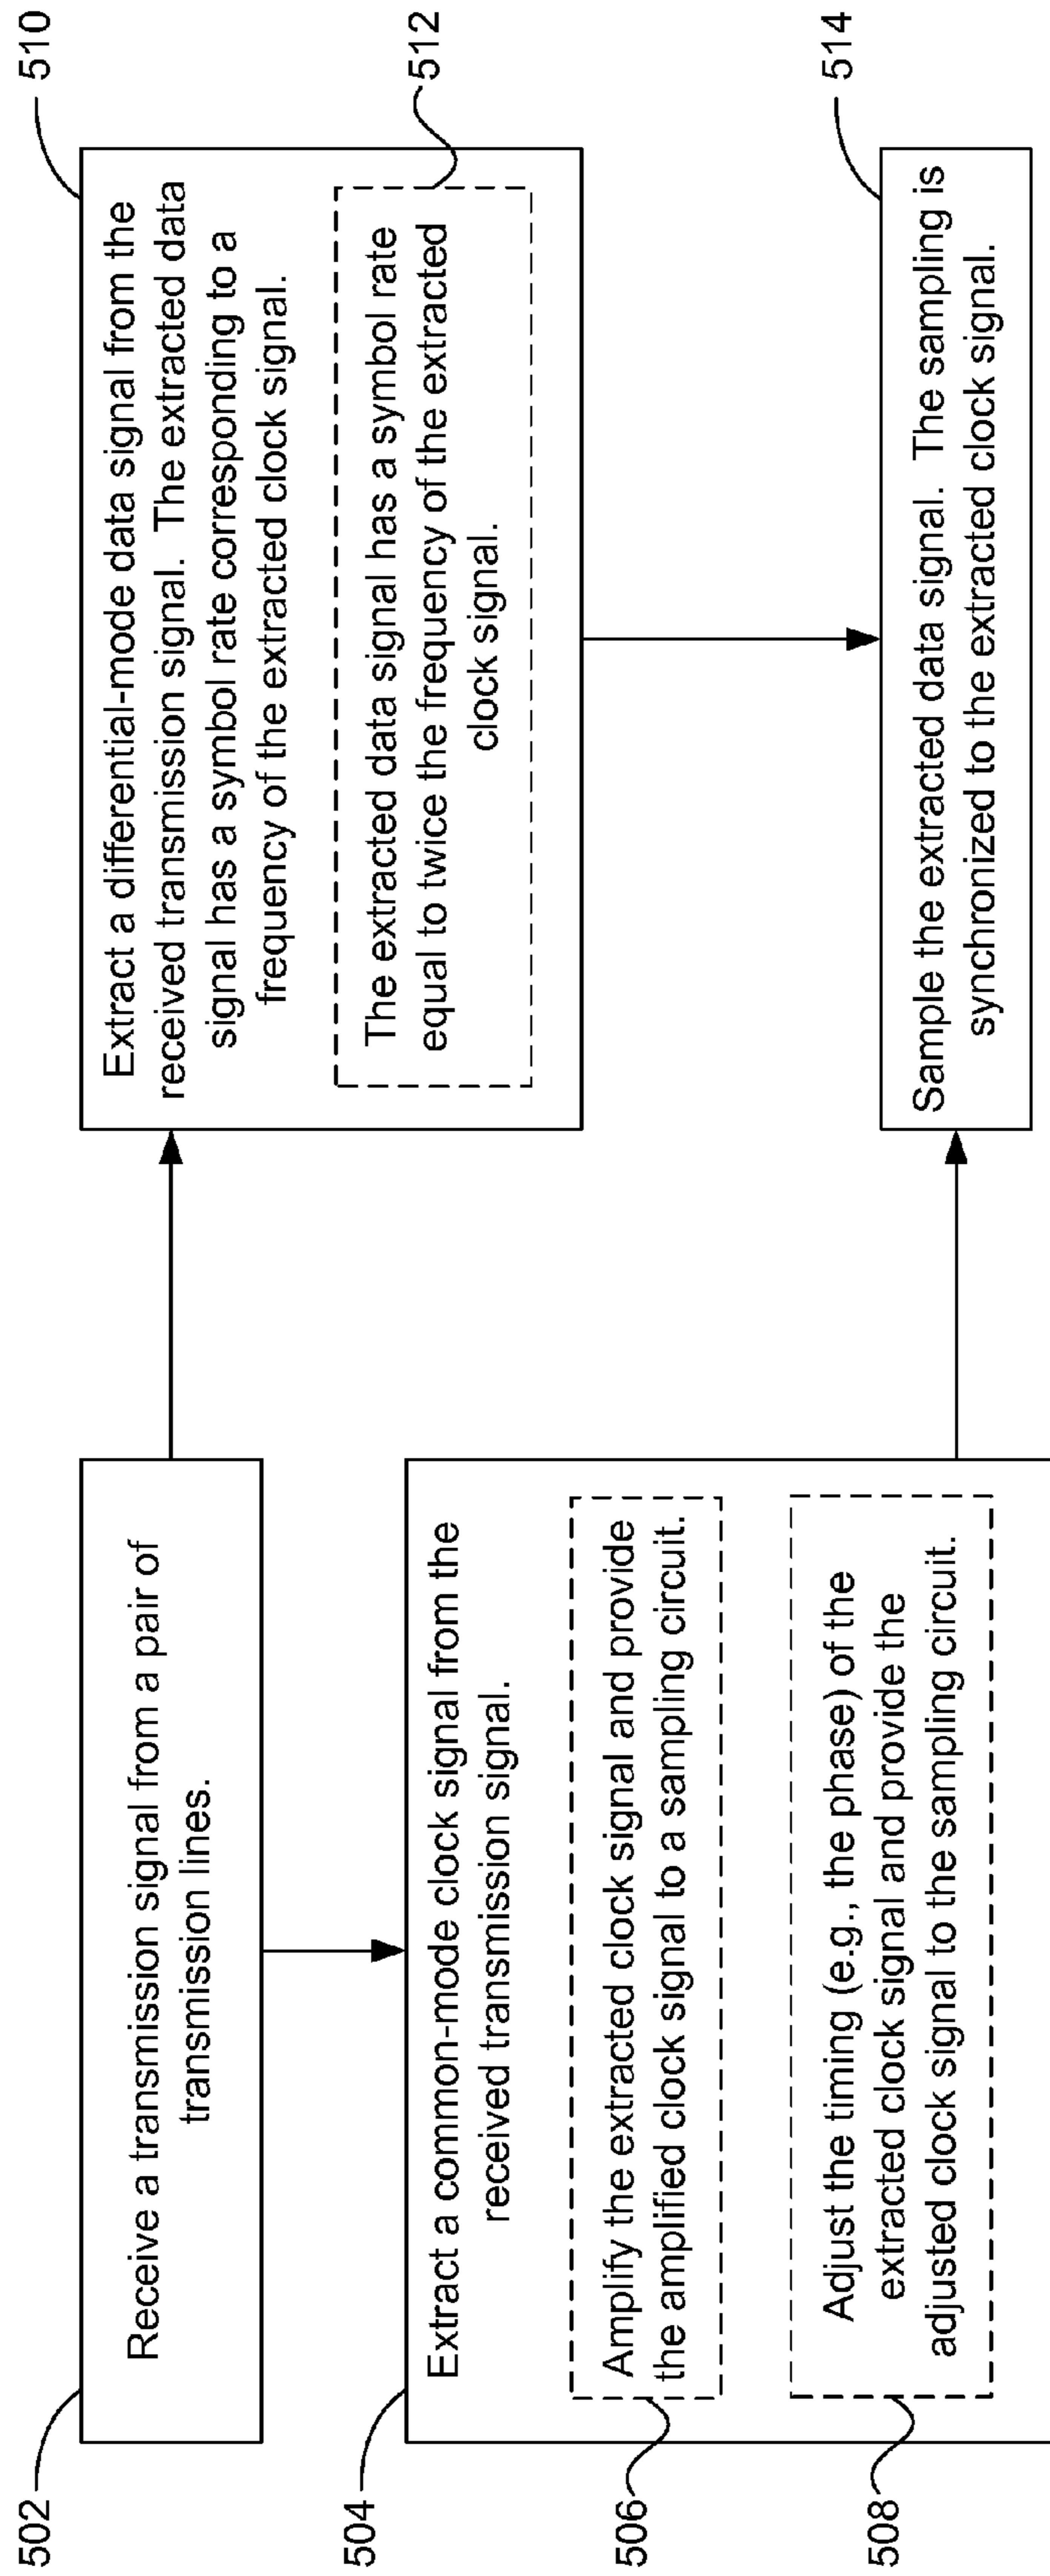 502
Receive a transmission signal from a pair of
transmission lines.
504
Extract a common-mode clock signal from the
received transmission signal.
506
Amplify the extracted clock signal and provide
the amplified clock signal to a sampling circuit.
508
Adjust the timing (e.g., the phase) of the
extracted clock signal and provide the
adjusted clock signal to the sampling circuit.
510
Extract a differential-mode data signal from the
received transmission signal. The extracted data
signal has a symbol rate corresponding to a
frequency of the extracted clock signal.
512
The extracted data signal has a symbol rate
equal to twice the frequency of the extracted
clock signal.
514
Sample the extracted data signal. The sampling is
synchronized to the extracted clock signal.